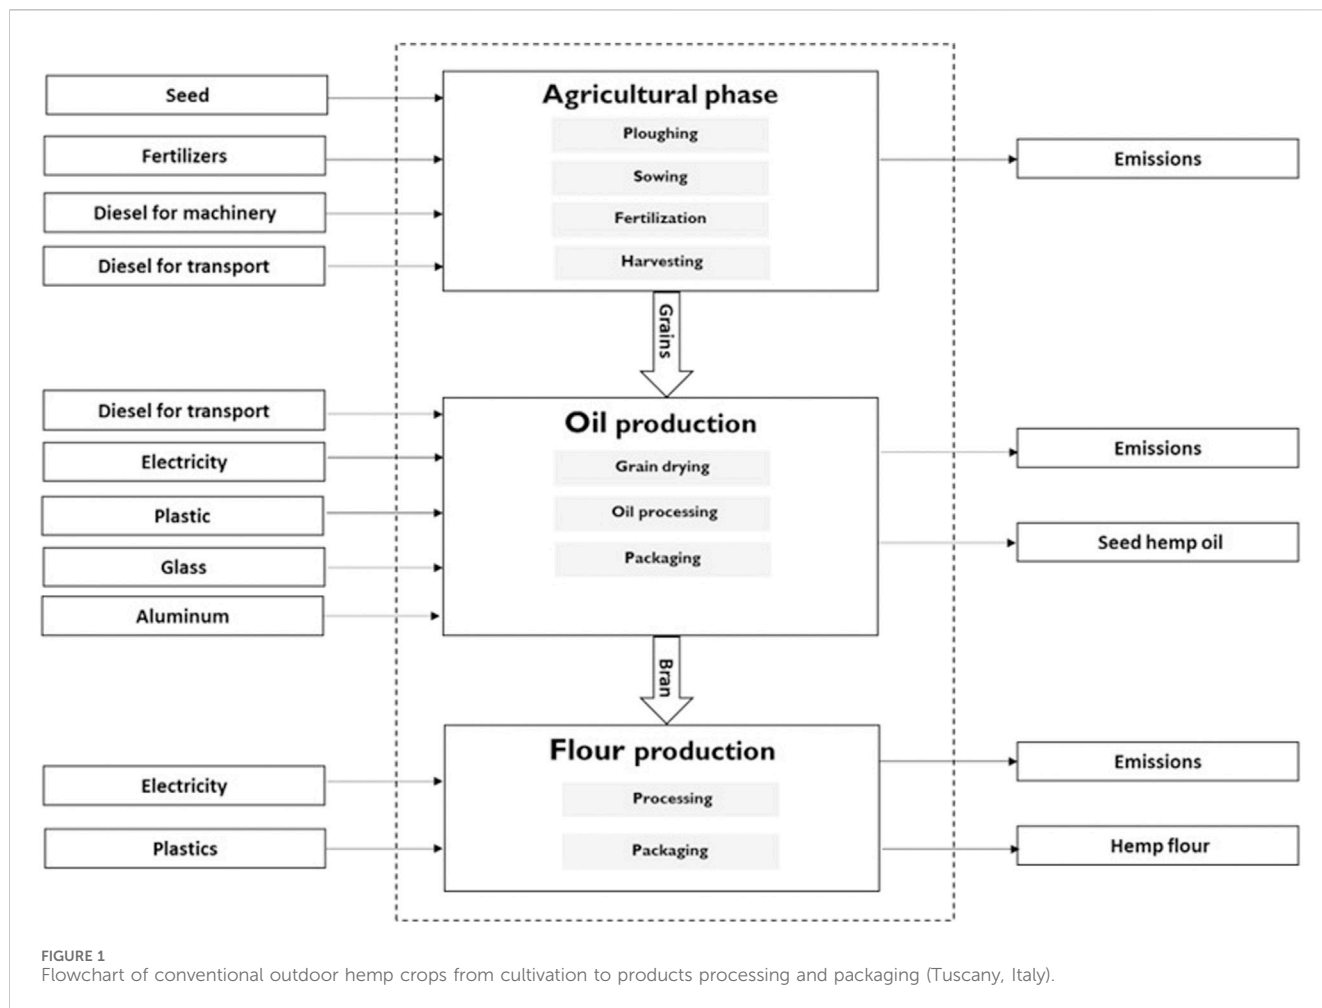 Seed
Fertilizers
Diesel for machinery
Diesel for transport
Agricultural phase
Ploughing
Sowing
Fertilization
Harvesting
Emissions
Grains
Diesel for transport
Electricity
Plastic
Glass
Aluminum
Oil production
Grain drying
Oil processing
Packaging
Emissions
Seed hemp oil
Bran
Electricity
Plastics
Flour production
Processing
Packaging
Emissions
Hemp flour
FIGURE 1
Flowchart of conventional outdoor hemp crops from cultivation to products processing and packaging (Tuscany, Italy).